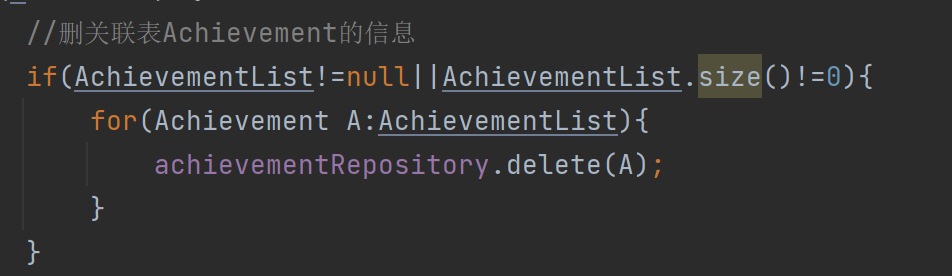 //删关联表Achievement的信息
if(AchievementList!=null||AchievementList.size()!=0){
for(Achievement A:AchievementList){
achievementRepository.delete(A);
}
}